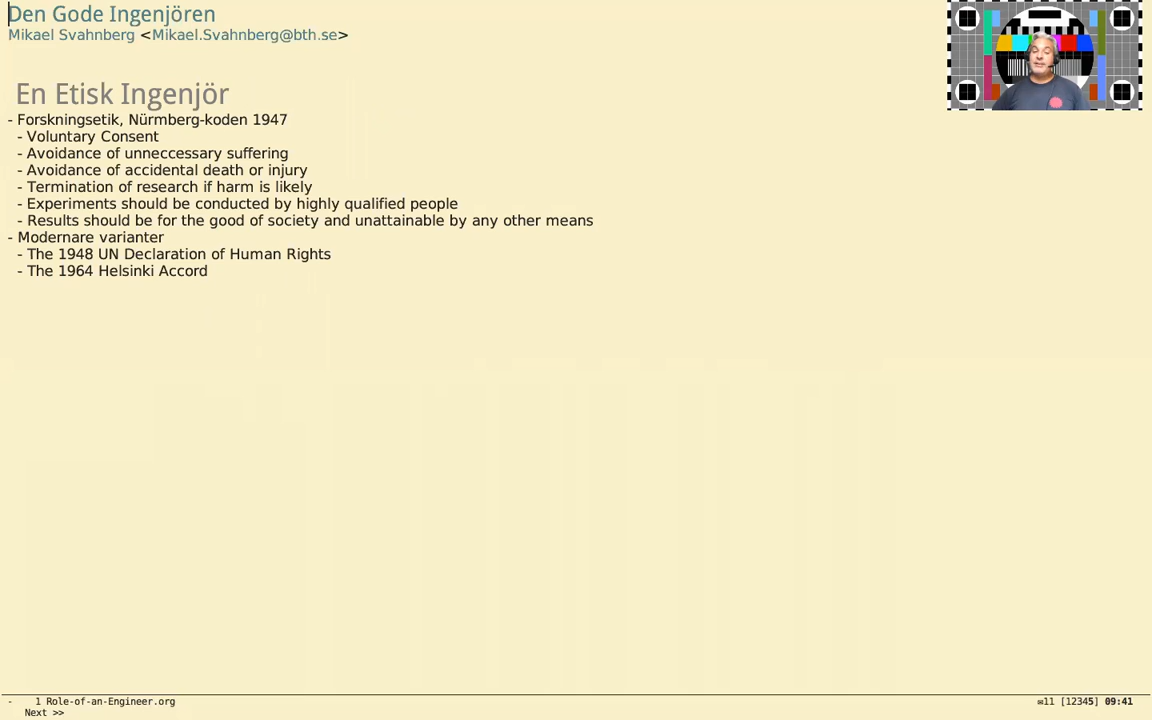 Den Gode Ingenjören
Mikael Svahnberg <Mikael.Svahnberg@bth.se>
En Etisk Ingenjör
- Forskningsetik, Nürmberg-koden 1947
- Voluntary Consent
- Avoidance of unneccessary suffering
- Avoidance of accidental death or injury
- Termination of research if harm is likely
- Experiments should be conducted by highly qualified people
- Results should be for the good of society and unattainable by any other means
- Modernare varianter
- The 1948 UN Declaration of Human Rights
- The 1964 Helsinki Accord
- 1 Role-of-an-Engineer.org
✉11 [12345] 09:41
Next >>